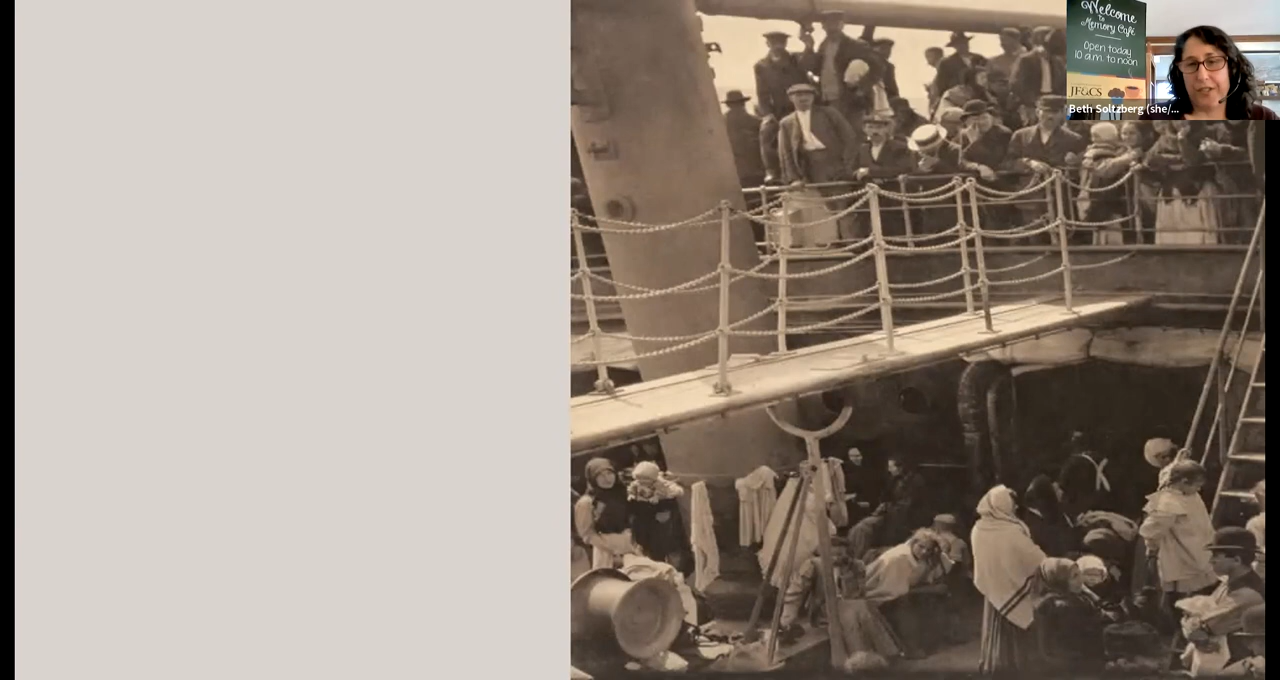 Welcome
to
Memory Café
Open today
10 a.m. to noon
JF&CS
Beth Soltzberg (she/...